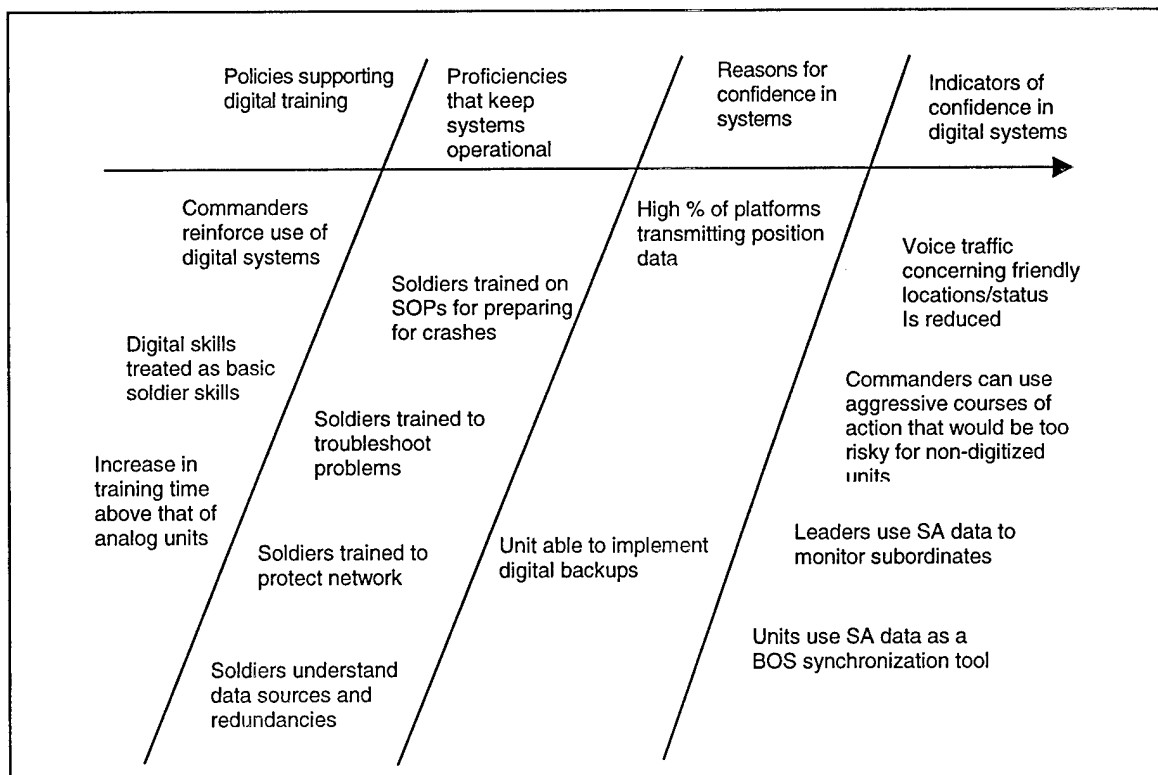 Policies supporting
digital training
Proficiencies
that keep
systems
operational
Reasons for
confidence in
systems
Indicators of
confidence in
digital systems
Commanders
reinforce use of
digital systems
Digital skills
treated as basic
soldier skills
Increase in
training time
above that of
analog units
Soldiers trained on
SOPs for preparing
for crashes
Soldiers trained to
troubleshoot
problems
Soldiers trained to
protect network
Soldiers understand
data sources and
redundancies
High % of platforms
transmitting position
data
Unit able to implement
digital backups
Voice traffic
concerning friendly
locations/status
Is reduced
Commanders can use
aggressive courses of
action that would be too
risky for non-digitized
units
Leaders use SA data to
monitor subordinates
Units use SA data as a
BOS synchronization tool